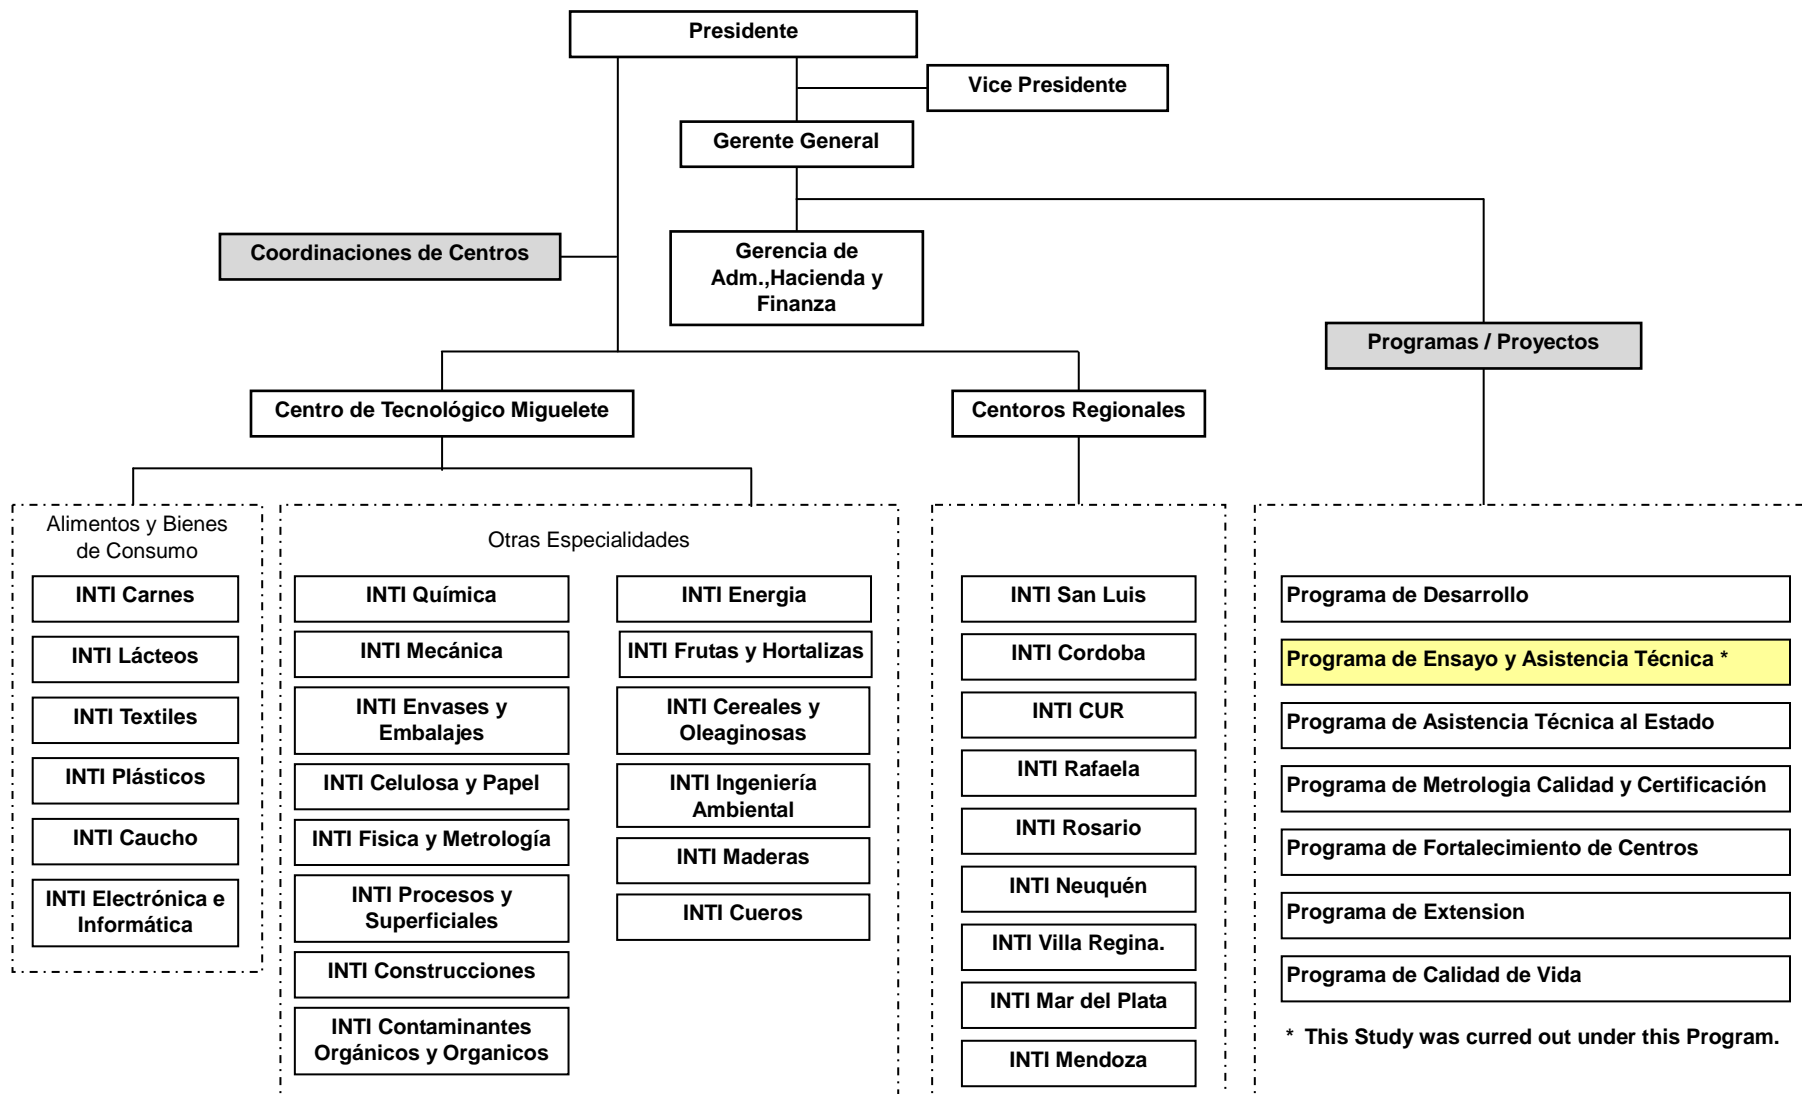 Presidente
Vice Presidente
Gerente General
Coordinaciones de Centros
Gerencia de
Adm.,Hacienda y
Finanza
Programas / Proyectos
Centro de Tecnológico Miguelete
Centoros Regionales
Alimentos y Bienes
de Consumo
INTI Carnes
INTI Lácteos
INTI Textiles
INTI Plásticos
INTI Caucho
INTI Electrónica e
Informática
Otras Especialidades
INTI Química
INTI Mecánica
INTI Envases y
Embalajes
INTI Celulosa y Papel
INTI Fisica y Metrología
INTI Procesos y
Superficiales
INTI Construcciones
INTI Contaminantes
Orgánicos y Organicos
INTI Energia
INTI Frutas y Hortalizas
INTI Cereales y
Oleaginosas
INTI Ingeniería
Ambiental
INTI Maderas
INTI Cueros
INTI San Luis
INTI Cordoba
INTI CUR
INTI Rafaela
INTI Rosario
INTI Neuquén
INTI Villa Regina.
INTI Mar del Plata
INTI Mendoza
Programa de Desarrollo
Programa de Ensayo y Asistencia Técnica *
Programa de Asistencia Técnica al Estado
Programa de Metrologia Calidad y Certificación
Programa de Fortalecimiento de Centros
Programa de Extension
Programa de Calidad de Vida
* This Study was curred out under this Program.